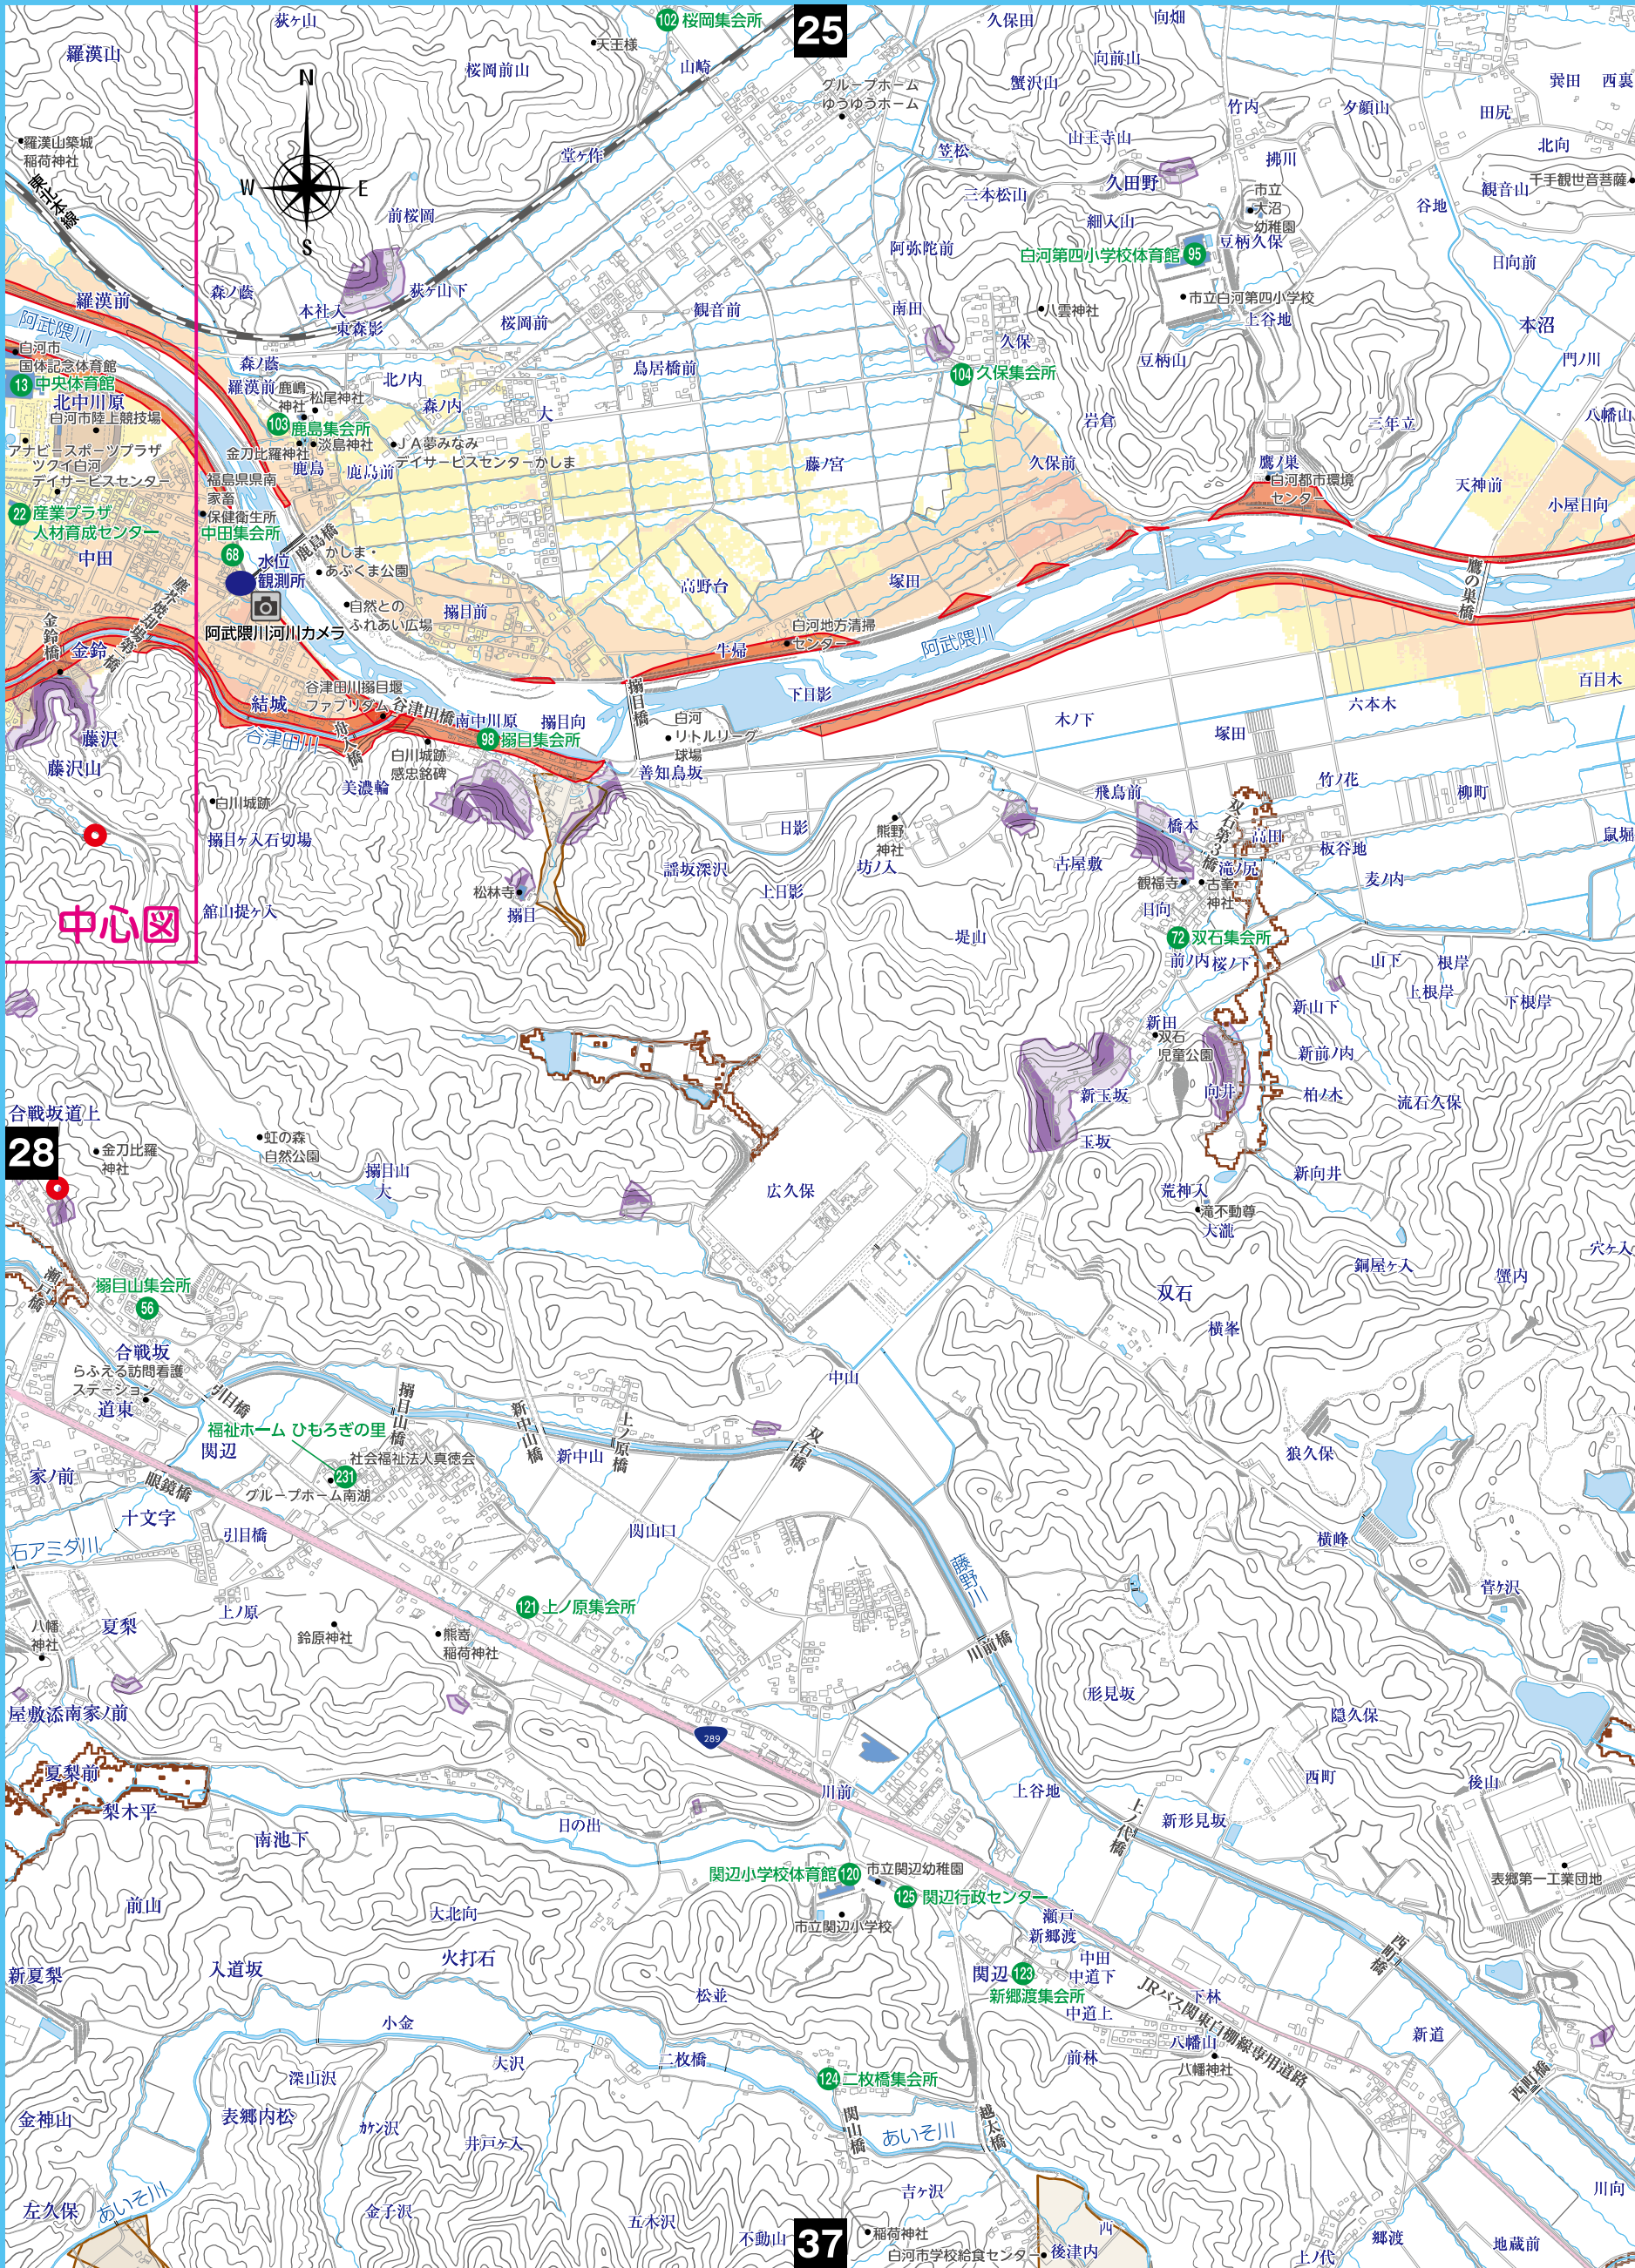 25
28
37
N
W
E
S
中心図
羅漢山
荻ヶ山
天王様
102 桜岡集会所
桜岡前山
山崎
グループホーム
ゆうゆうホーム
久保田
向畑
向前山
蟹沢山
竹内
夕顔山
田尻
巽田
西裏
羅漢山築城
稲荷神社
東北本線
堂ヶ作
笠松
山王寺山
北向
久田野
拂川
千手観世音菩薩
観音山
三本松山
市立
大沼
幼稚園
谷地
前桜岡
細入山
阿弥陀前
白河第四小学校体育館 95
豆柄久保
日向前
羅漢前
森ノ蔭
本社入
荻ヶ山下
東森影
桜岡前
観音前
南田
八雲神社
市立白河第四小学校
上谷地
本沼
阿武隈川
白河市
国体記念体育館
13 中央体育館
北中川原
白河市陸上競技場
森ノ蔭
羅漢前
鹿嶋
神社
松尾神社
北ノ内
森ノ内
大
鳥居橋前
久保
104 久保集会所
豆柄山
門ノ川
103 鹿島集会所
金刀比羅神社
淡島神社
鹿島
鹿島前
JA夢みなみ
デイサービスセンターかしま
藤ノ宮
久保前
岩倉
三年立
八幡山
アナビースポーツプラザ
ツクイ白河
デイサービスセンター
福島県県南
家畜
保健衛生所
鷹ノ巣
白河都市環境
センター
天神前
小屋日向
22 産業プラザ
人材育成センター
中田集会所
68
鹿島橋
中田
水位
観測所
かしま・
あぶくま公園
阿武隈川河川カメラ
自然との
ふれあい広場
搦目前
高野台
塚田
鷹の巣橋
金鈴橋
金鈴
白河地方清掃
センター
牛帰
阿武隈川
下日影
百目木
六本木
結城
谷津田川搦目堰
ファブリダム
谷津田橋
南中川原
搦目向
搦目橋
白河
リトルリーグ
球場
木ノ下
塚田
藤沢
藤沢山
谷津田川
舟入橋
白川城跡
感忠銘碑
98 搦目集会所
美濃輪
善知鳥坂
飛鳥前
双石第3橋
竹ノ花
柳町
白川城跡
搦目ヶ入石切場
日影
熊野
神社
橋本
高田
板谷地
鼠堀
謡坂深沢
坊ノ入
古屋敷
滝ノ尻
麦ノ内
松林寺
搦目
上日影
観福寺
古峯
神社
日向
舘山提ヶ入
堤山
72 双石集会所
前ノ内
桜ノ下
山下
根岸
上根岸
下根岸
新山下
新田
双石
児童公園
新前ノ内
新玉坂
向井
柏ノ木
流石久保
玉坂
新向井
合戦坂道上
金刀比羅
神社
虹の森
自然公園
搦目山
大
広久保
荒神入
滝不動尊
大瀧
銅屋ヶ入
蟹内
穴ヶ入
双石
横峯
搦目山集会所
56
合戦坂
らふえる訪問看護
ステーション
道東
引目橋
搦目山橋
新中山橋
上ノ原橋
双石橋
中山
福祉ホーム ひもろぎの里
関辺
社会福祉法人真徳会
231
グループホーム南湖
新中山
狼久保
家ノ前
眼鏡橋
十文字
引目橋
関山口
横峰
石アミダ川
藤野川
菅ヶ沢
上ノ原
121 上ノ原集会所
八幡
神社
夏梨
鈴原神社
熊嵜
稲荷神社
川前橋
形見坂
屋敷添
南家ノ前
289
隠久保
夏梨前
西町
後山
梨木平
南池下
日の出
川前
上谷地
上代橋
新形見坂
関辺小学校体育館 120
市立関辺幼稚園
125 関辺行政センター
表郷第一工業団地
前山
大北向
市立関辺小学校
瀬戸
新郷渡
火打石
中田
中道下
西町橋
新夏梨
入道坂
関辺 123
新郷渡集会所
中道上
下林
松並
小金
JRバス関東白棚線専用道路
新道
大沢
二枚橋
124 二枚橋集会所
前林
八幡山
八幡神社
深山沢
西町橋
金神山
表郷内松
カケン沢
井戸ヶ入
関山橋
あいそ川
越太橋
左久保
あいそ川
金子沢
五木沢
不動山
吉ヶ沢
稲荷神社
白河市学校給食センター
後津内
西
上ノ代
郷渡
地蔵前
川向